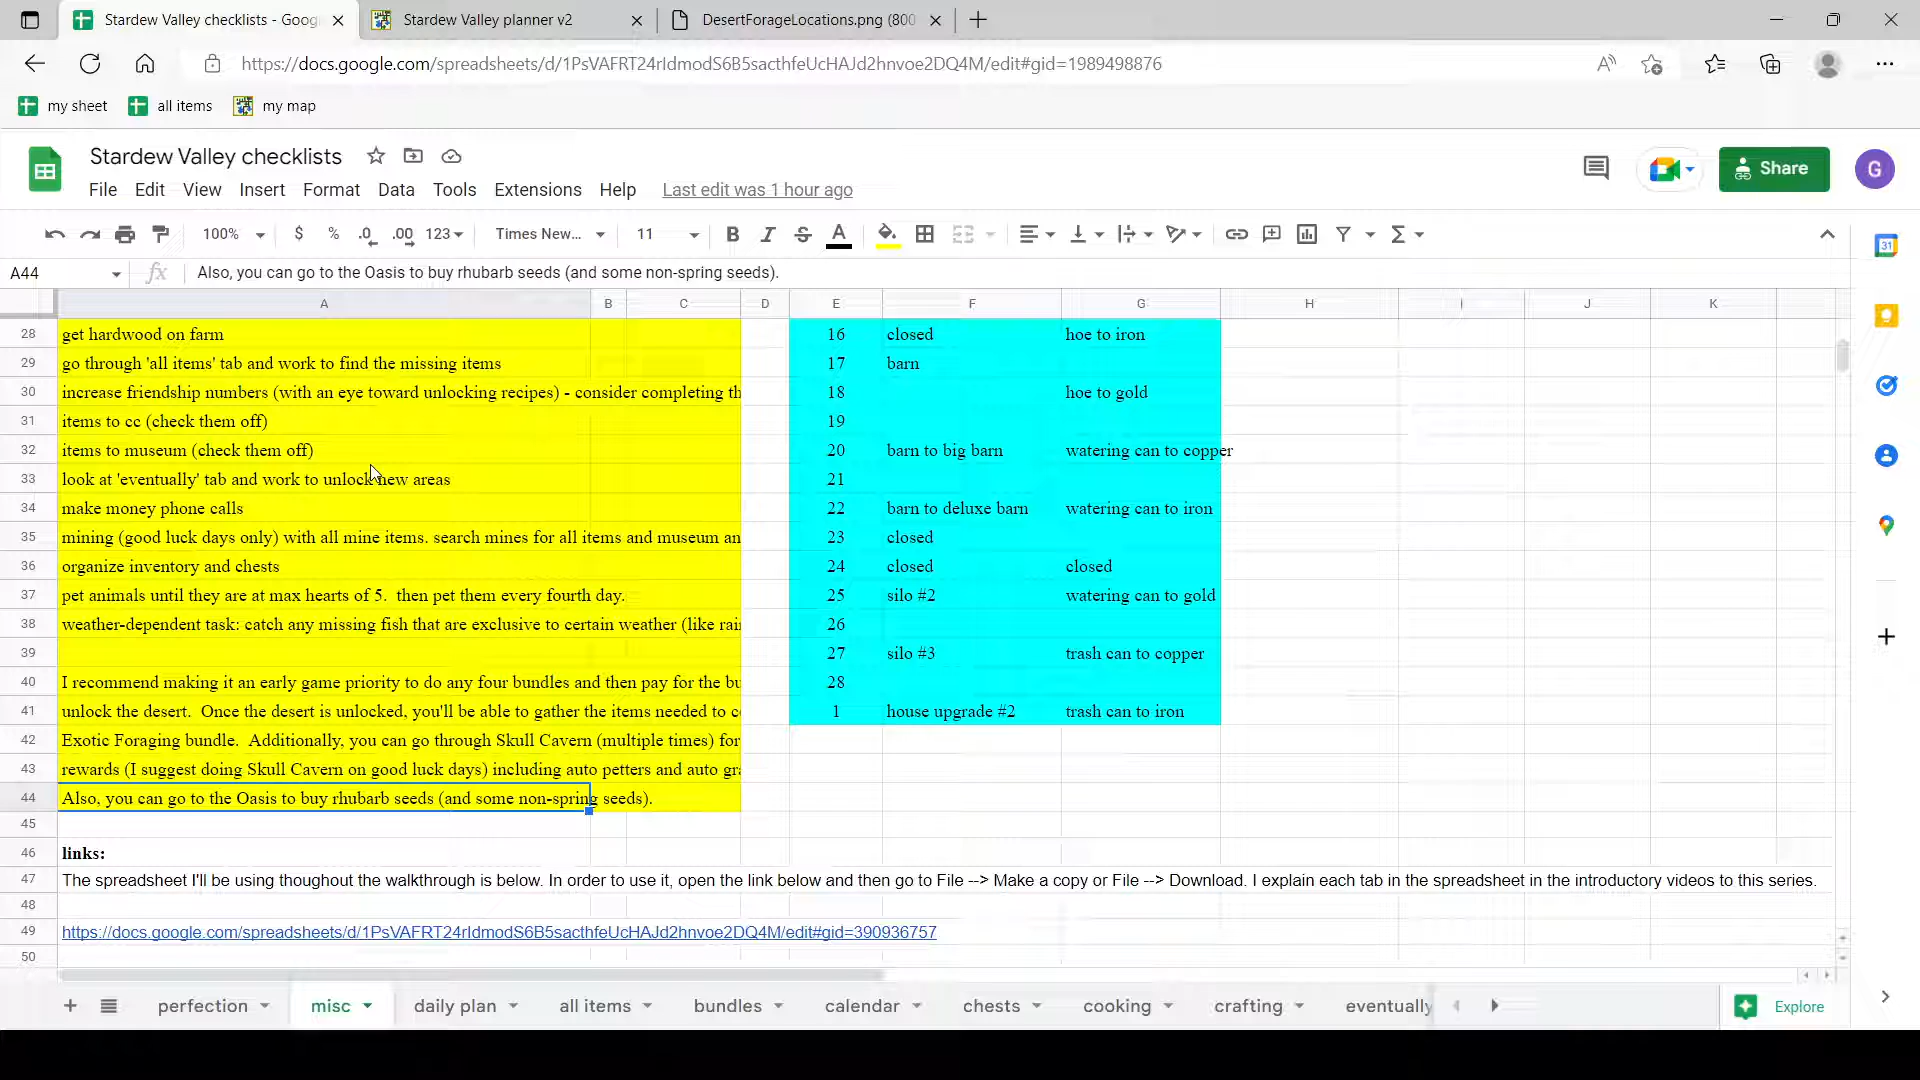 Stardew Valley checklists - Goog
Stardew Valley planner v2
DesertForageLocations.png (800
https://docs.google.com/spreadsheets/d/1PsVAFRT24rIdmodS6B5sacthfeUcHAJd2hnvoe2DQ4M/edit#gid=1989498876
my sheet all items my map
Stardew Valley checklists
Share
G
File Edit View Insert Format Data Tools Extensions Help Last edit was 1 hour ago
100% $ % .0 .00 123 Times New... 11 B I S A
31
A44 fx Also, you can go to the Oasis to buy rhubarb seeds (and some non-spring seeds).
A B C D E F G H I J K
28 get hardwood on farm 16 closed hoe to iron
29 go through 'all items' tab and work to find the missing items 17 barn
30 increase friendship numbers (with an eye toward unlocking recipes) - consider completing th 18 hoe to gold
31 items to cc (check them off) 19
32 items to museum (check them off) 20 barn to big barn watering can to copper
33 look at 'eventually' tab and work to unlock new areas 21
34 make money phone calls 22 barn to deluxe barn watering can to iron
35 mining (good luck days only) with all mine items. search mines for all items and museum an 23 closed
36 organize inventory and chests 24 closed closed
37 pet animals until they are at max hearts of 5. then pet them every fourth day. 25 silo #2 watering can to gold
38 weather-dependent task: catch any missing fish that are exclusive to certain weather (like rai 26
39 27 silo #3 trash can to copper
40 I recommend making it an early game priority to do any four bundles and then pay for the bu 28
41 unlock the desert. Once the desert is unlocked, you'll be able to gather the items needed to c 1 house upgrade #2 trash can to iron
42 Exotic Foraging bundle. Additionally, you can go through Skull Cavern (multiple times) for
43 rewards (I suggest doing Skull Cavern on good luck days) including auto petters and auto gra
44 Also, you can go to the Oasis to buy rhubarb seeds (and some non-spring seeds).
45
46 links:
47 The spreadsheet I'll be using thoughout the walkthrough is below. In order to use it, open the link below and then go to File --> Make a copy or File --> Download. I explain each tab in the spreadsheet in the introductory videos to this series.
48
49 https://docs.google.com/spreadsheets/d/1PsVAFRT24rIdmodS6B5sacthfeUcHAJd2hnvoe2DQ4M/edit#gid=390936757
50
perfection misc daily plan all items bundles calendar chests cooking crafting eventually Explore